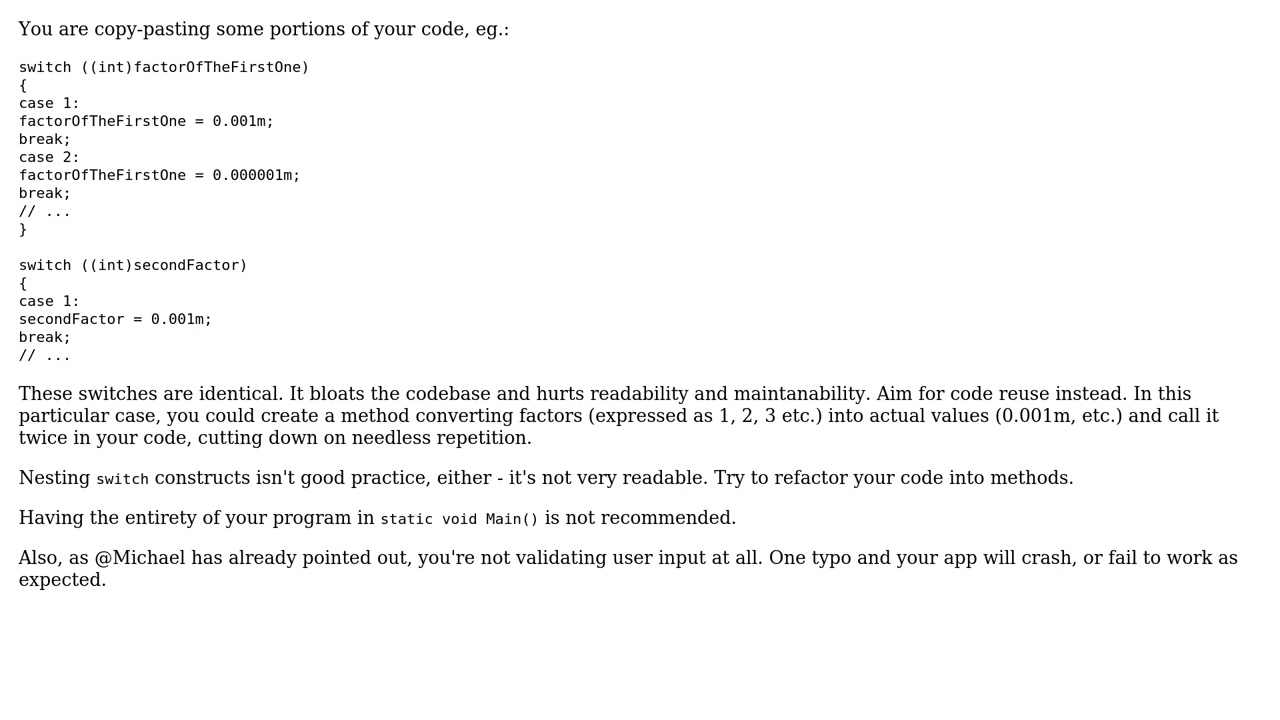 You are copy-pasting some portions of your code, eg.:
switch ((int)factorOfTheFirstOne)
{
case 1:
factorOfTheFirstOne = 0.001m;
break;
case 2:
factorOfTheFirstOne = 0.000001m;
break;
// ...
}
switch ((int)secondFactor)
{
case 1:
secondFactor = 0.001m;
break;
// ...
These switches are identical. It bloats the codebase and hurts readability and maintanability. Aim for code reuse instead. In this
particular case, you could create a method converting factors (expressed as 1, 2, 3 etc.) into actual values (0.001m, etc.) and call it
twice in your code, cutting down on needless repetition.
Nesting switch constructs isn't good practice, either - it's not very readable. Try to refactor your code into methods.
Having the entirety of your program in static void Main() is not recommended.
Also, as @Michael has already pointed out, you're not validating user input at all. One typo and your app will crash, or fail to work as
expected.